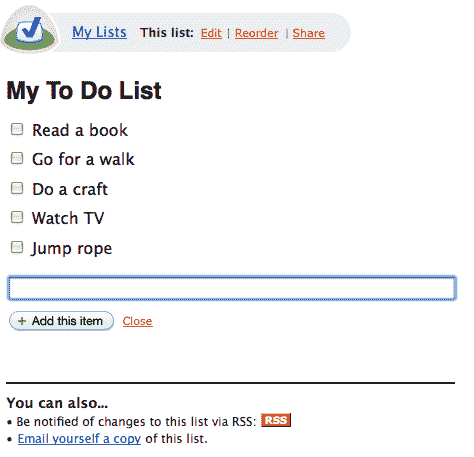 My Lists This list: Edit | Reorder | Share
My To Do List
Read a book
Go for a walk
Do a craft
Watch TV
Jump rope
+ Add this item Close
You can also...
• Be notified of changes to this list via RSS: RSS
• Email yourself a copy of this list.